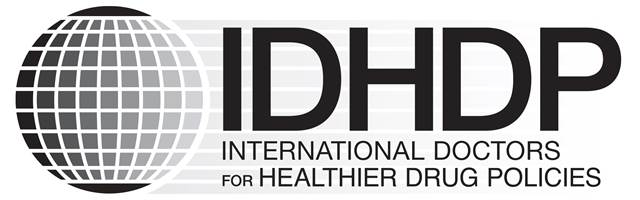 IDHDP
INTERNATIONAL DOCTORS
FOR HEALTHIER DRUG POLICIES